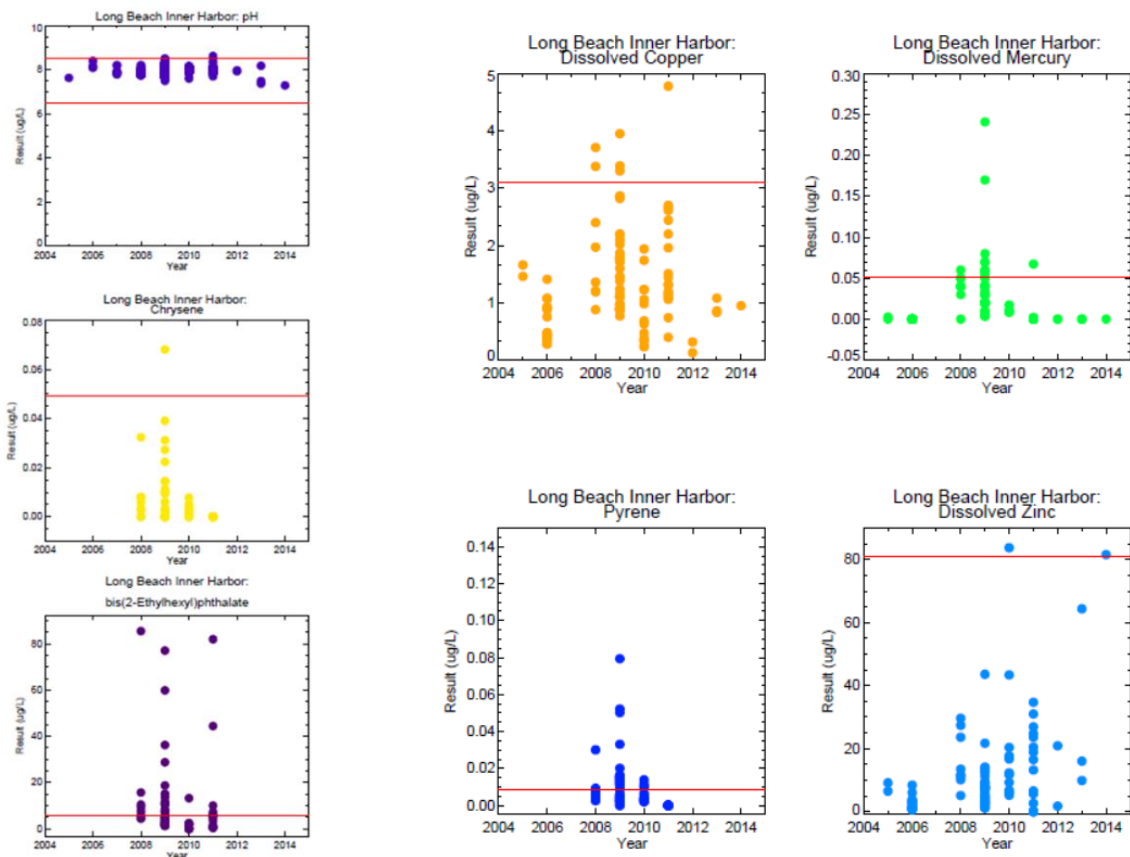 Long Beach Inner Harbor: pH
10
8
6
4
2
0
Result (ug/L)
2004 2006 2008 2010 2012 2014
Year
Long Beach Inner Harbor:
Chrysene
0.08
0.06
0.04
0.02
0.00
Result (ug/L)
2004 2006 2008 2010 2012 2014
Year
Long Beach Inner Harbor:
bis(2-Ethylhexyl)phthalate
80
60
40
20
0
Result (ug/L)
2004 2006 2008 2010 2012 2014
Year
Long Beach Inner Harbor:
Dissolved Copper
5
4
3
2
1
0
Result (ug/L)
2004 2006 2008 2010 2012 2014
Year
Long Beach Inner Harbor:
Dissolved Mercury
0.30
0.25
0.20
0.15
0.10
0.05
0.00
-0.05
Result (ug/L)
2004 2006 2008 2010 2012 2014
Year
Long Beach Inner Harbor:
Pyrene
0.14
0.12
0.10
0.08
0.06
0.04
0.02
0.00
Result (ug/L)
2004 2006 2008 2010 2012 2014
Year
Long Beach Inner Harbor:
Dissolved Zinc
80
60
40
20
0
Result (ug/L)
2004 2006 2008 2010 2012 2014
Year